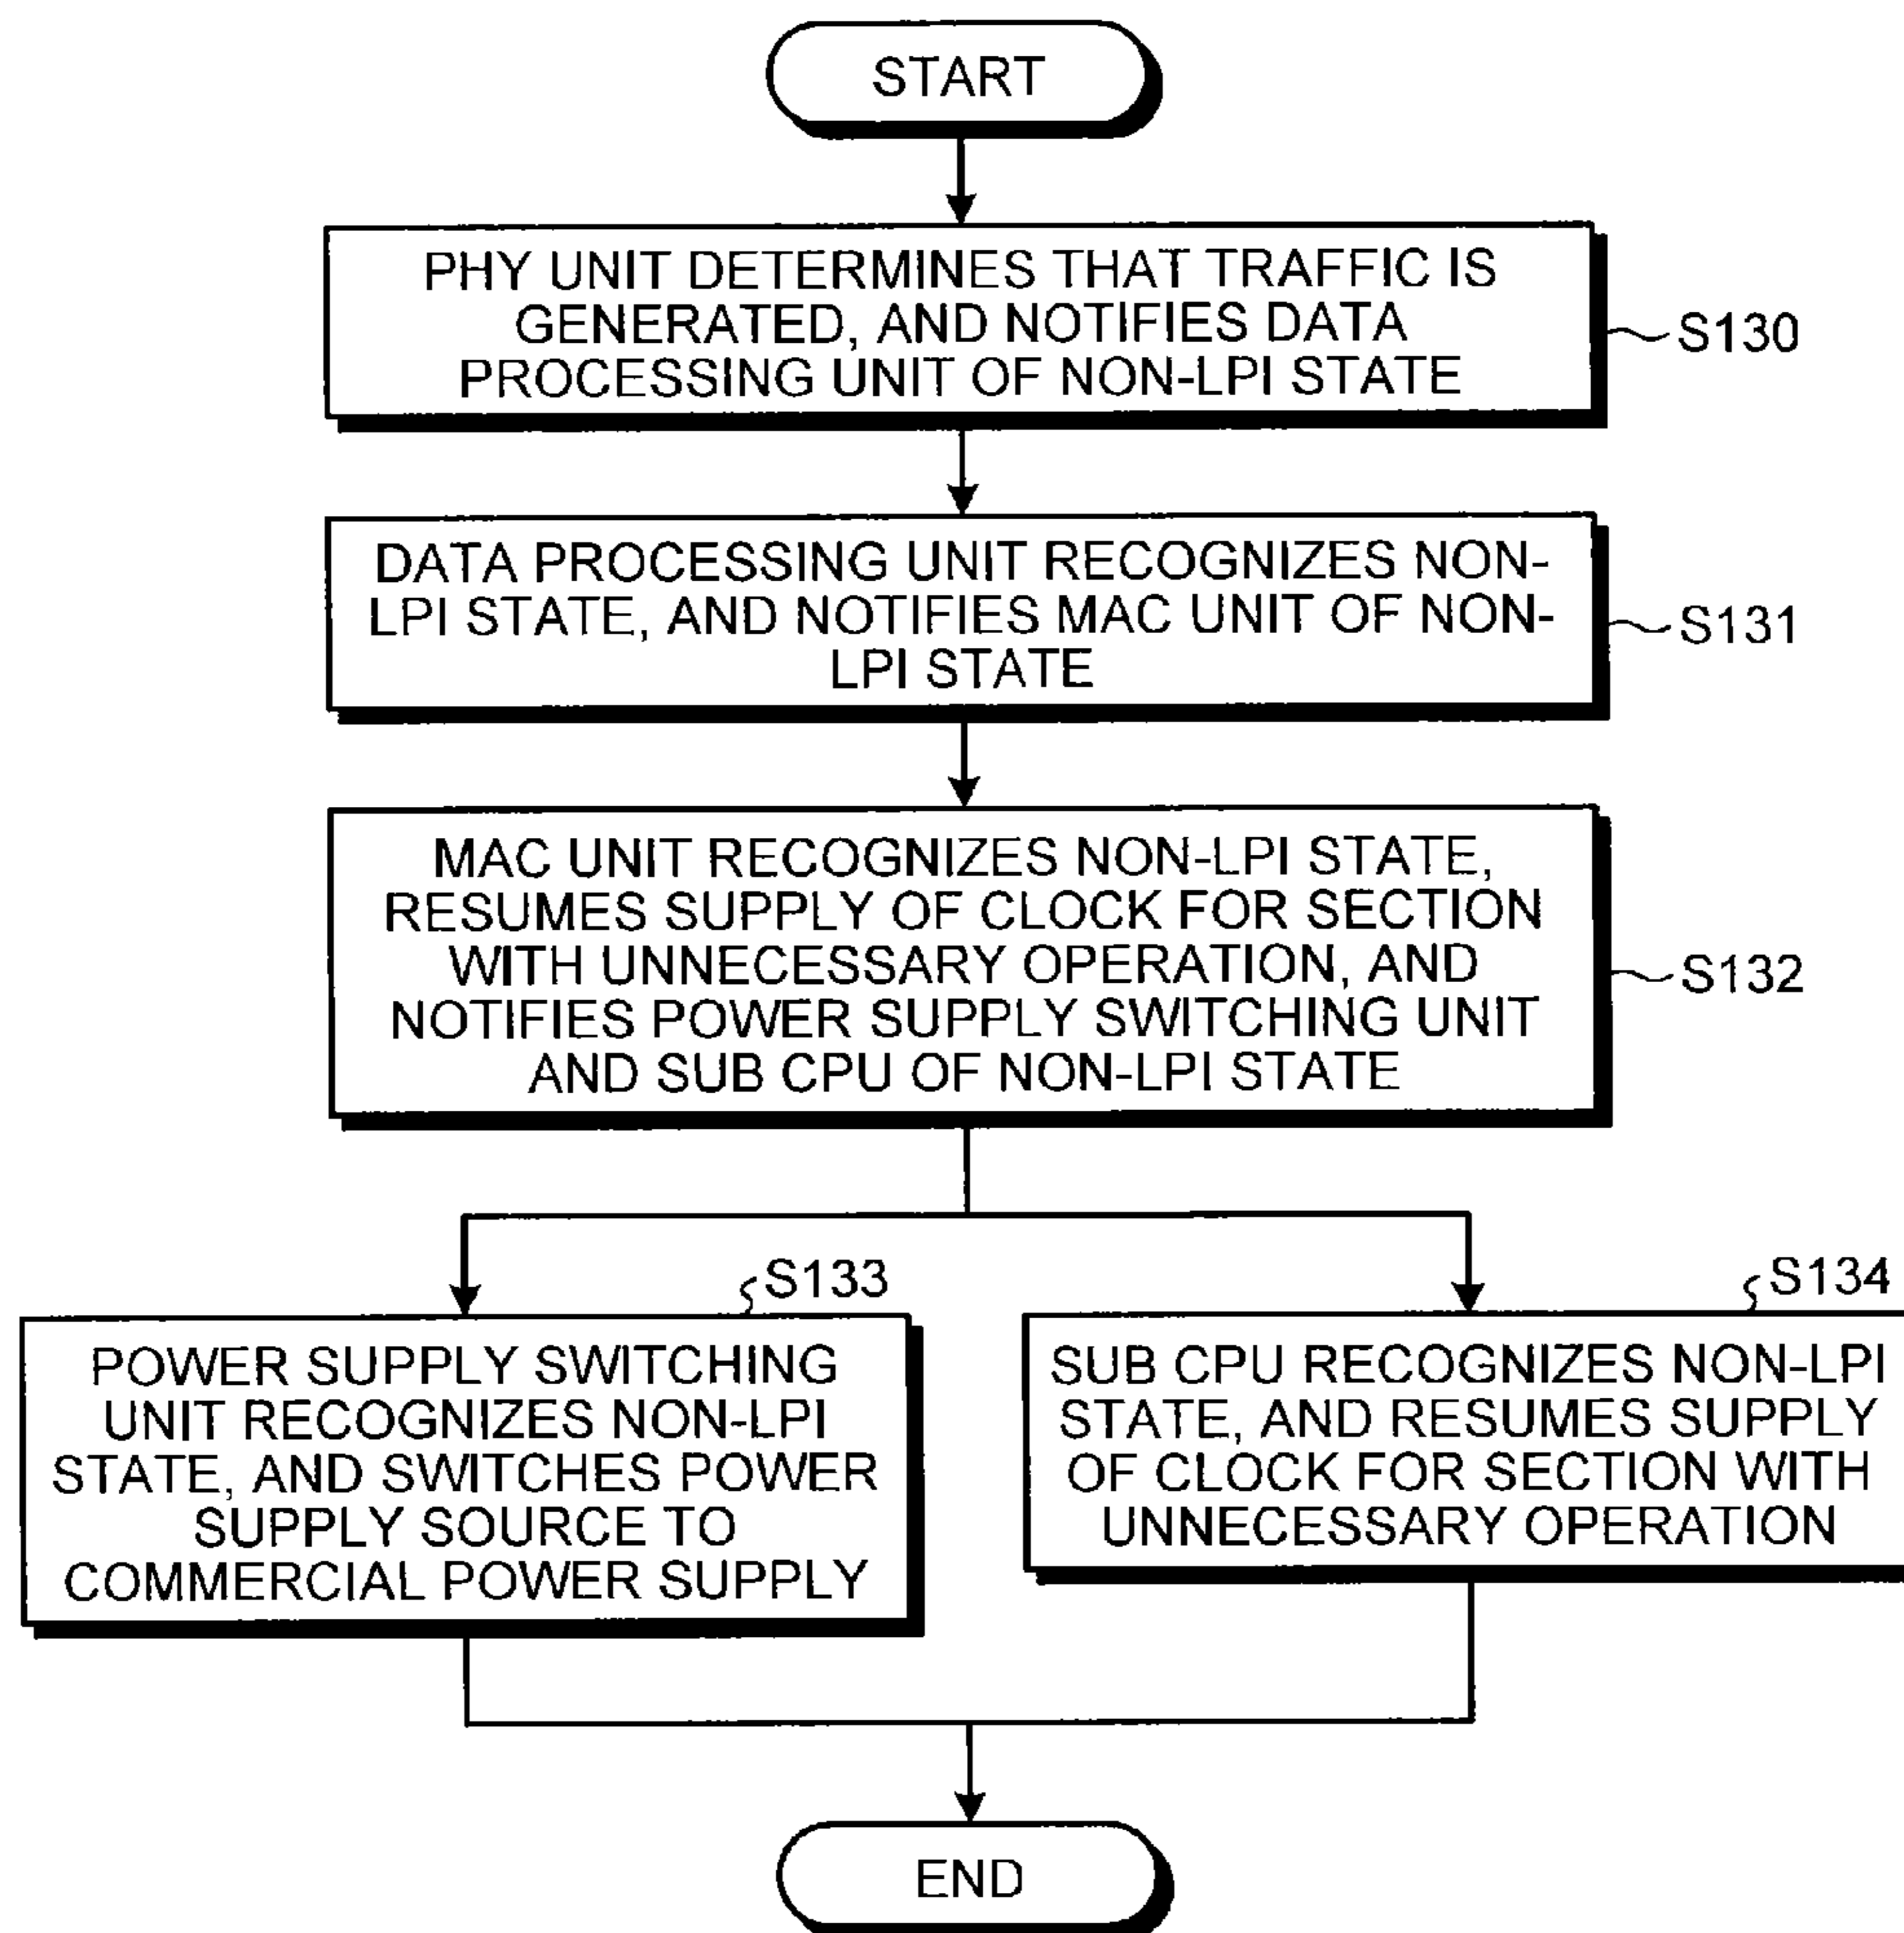 START
PHY UNIT DETERMINES THAT TRAFFIC IS
GENERATED, AND NOTIFIES DATA
PROCESSING UNIT OF NON-LPI STATE
S130
DATA PROCESSING UNIT RECOGNIZES NON-
LPI STATE, AND NOTIFIES MAC UNIT OF NON-
LPI STATE
S131
MAC UNIT RECOGNIZES NON-LPI STATE,
RESUMES SUPPLY OF CLOCK FOR SECTION
WITH UNNECESSARY OPERATION, AND
NOTIFIES POWER SUPPLY SWITCHING UNIT
AND SUB CPU OF NON-LPI STATE
S132
S133
POWER SUPPLY SWITCHING
UNIT RECOGNIZES NON-LPI
STATE, AND SWITCHES POWER
SUPPLY SOURCE TO
COMMERCIAL POWER SUPPLY
S134
SUB CPU RECOGNIZES NON-LPI
STATE, AND RESUMES SUPPLY
OF CLOCK FOR SECTION WITH
UNNECESSARY OPERATION
END